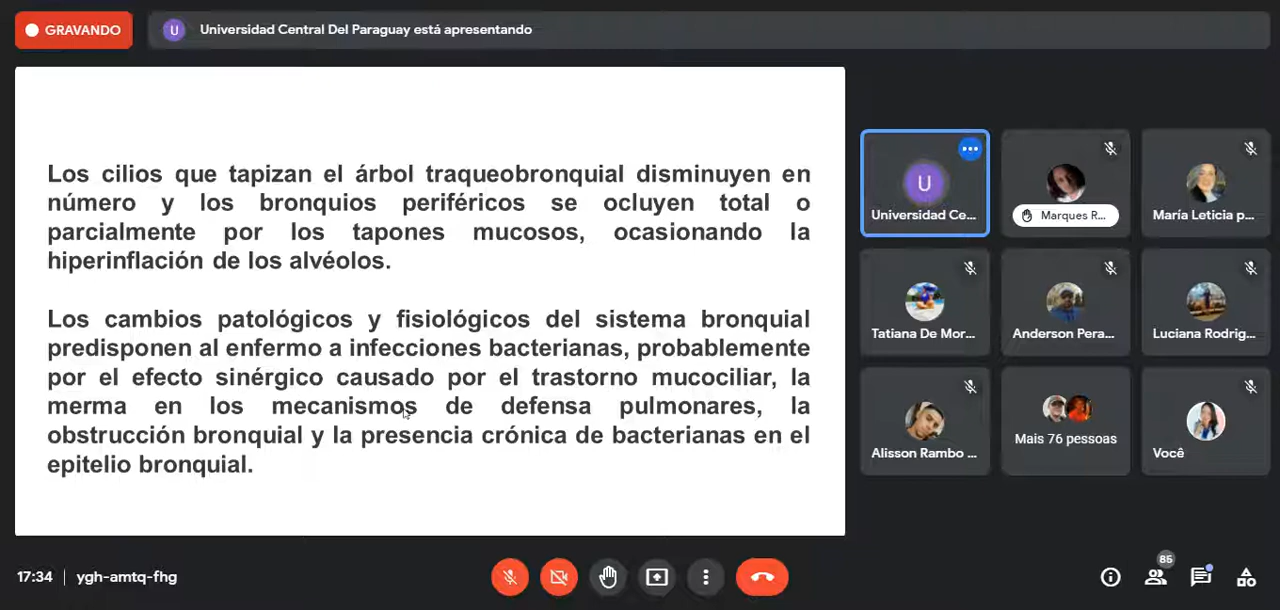 GRAVANDO
U
Universidad Central Del Paraguay está apresentando
Los cilios que tapizan el árbol traqueobronquial disminuyen en
número y los bronquios periféricos se ocluyen total o
parcialmente por los tapones mucosos, ocasionando la
hiperinflación de los alvéolos.
Los cambios patológicos y fisiológicos del sistema bronquial
predisponen al enfermo a infecciones bacterianas, probablemente
por el efecto sinérgico causado por el trastorno mucociliar, la
merma en los mecanismos de defensa pulmonares, la
obstrucción bronquial y la presencia crónica de bacterianas en el
epitelio bronquial.
U
Universidad Ce...
Marques R...
María Leticia p...
Tatiana De Mor...
Anderson Pera...
Luciana Rodrig...
Alisson Rambo ...
Mais 76 pessoas
Você
17:34 | ygh-amtq-fhg
85